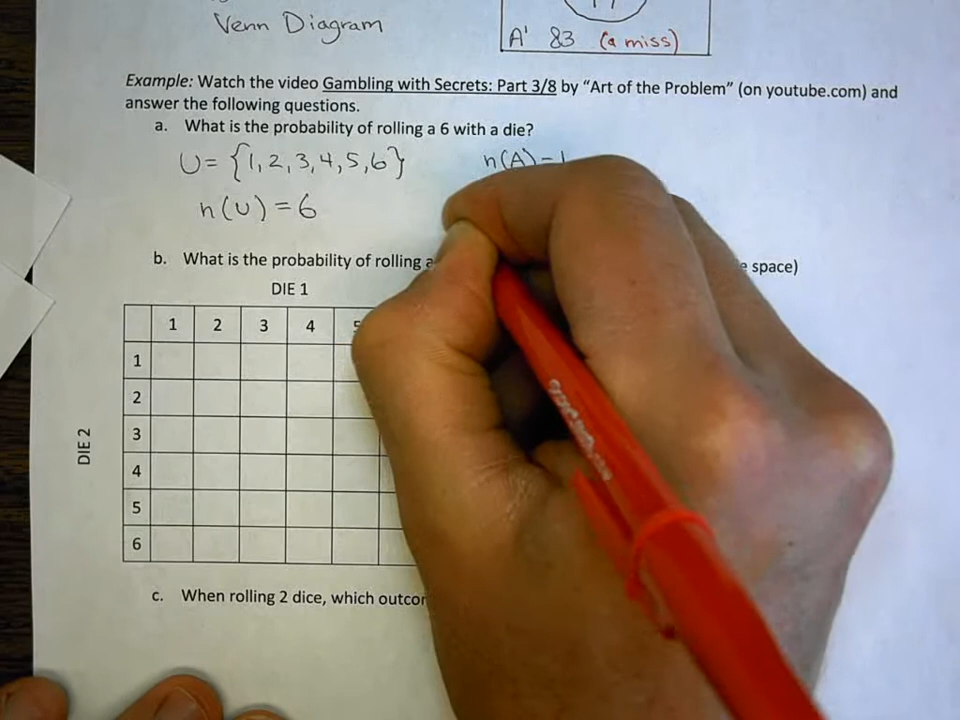 Venn Diagram
A' 83 (a miss)
Example: Watch the video Gambling with Secrets: Part 3/8 by “Art of the Problem” (on youtube.com) and
answer the following questions.
a. What is the probability of rolling a 6 with a die?
U = {1, 2, 3, 4, 5, 6} n(A) = 1
n(U) = 6
b. What is the probability of rolling a space)
DIE 1
1 2 3 4 5
1
2
3
4
5
6
DIE 2
c. When rolling 2 dice, which